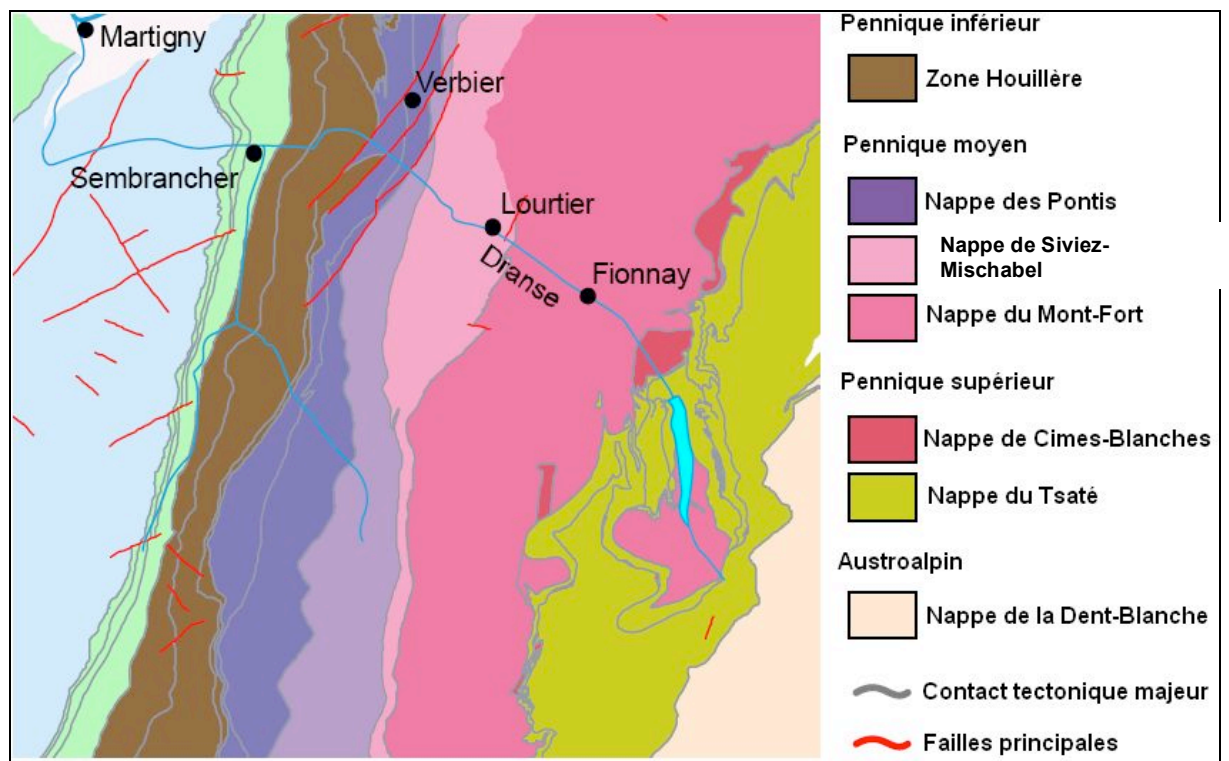 Martigny
Verbier
Sembrancher
Lourtier
Dranse
Fionnay
Pennique inférieur
Zone Houillère
Pennique moyen
Nappe des Pontis
Nappe de Siviez-
Mischabel
Nappe du Mont-Fort
Pennique supérieur
Nappe de Cimes-Blanches
Nappe du Tsaté
Austroalpin
Nappe de la Dent-Blanche
Contact tectonique majeur
Failles principales